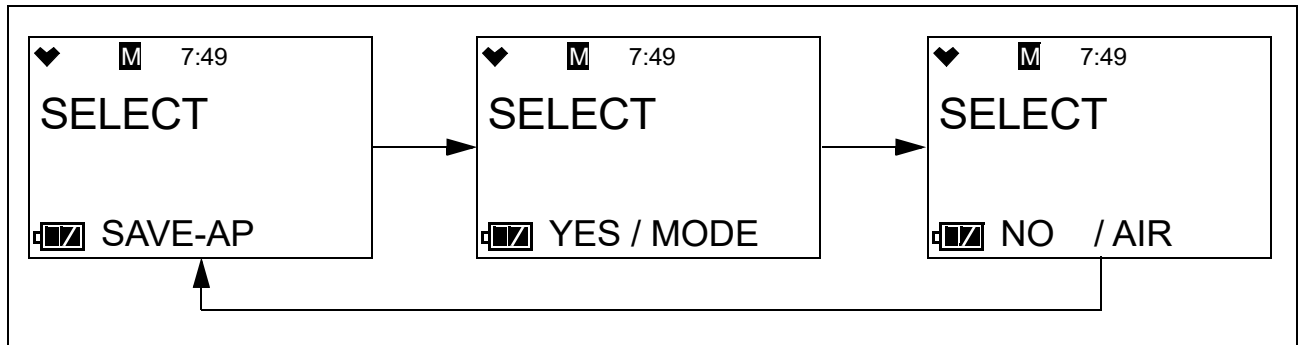 M 7:49
SELECT
SAVE-AP
M 7:49
SELECT
YES / MODE
M 7:49
SELECT
NO / AIR